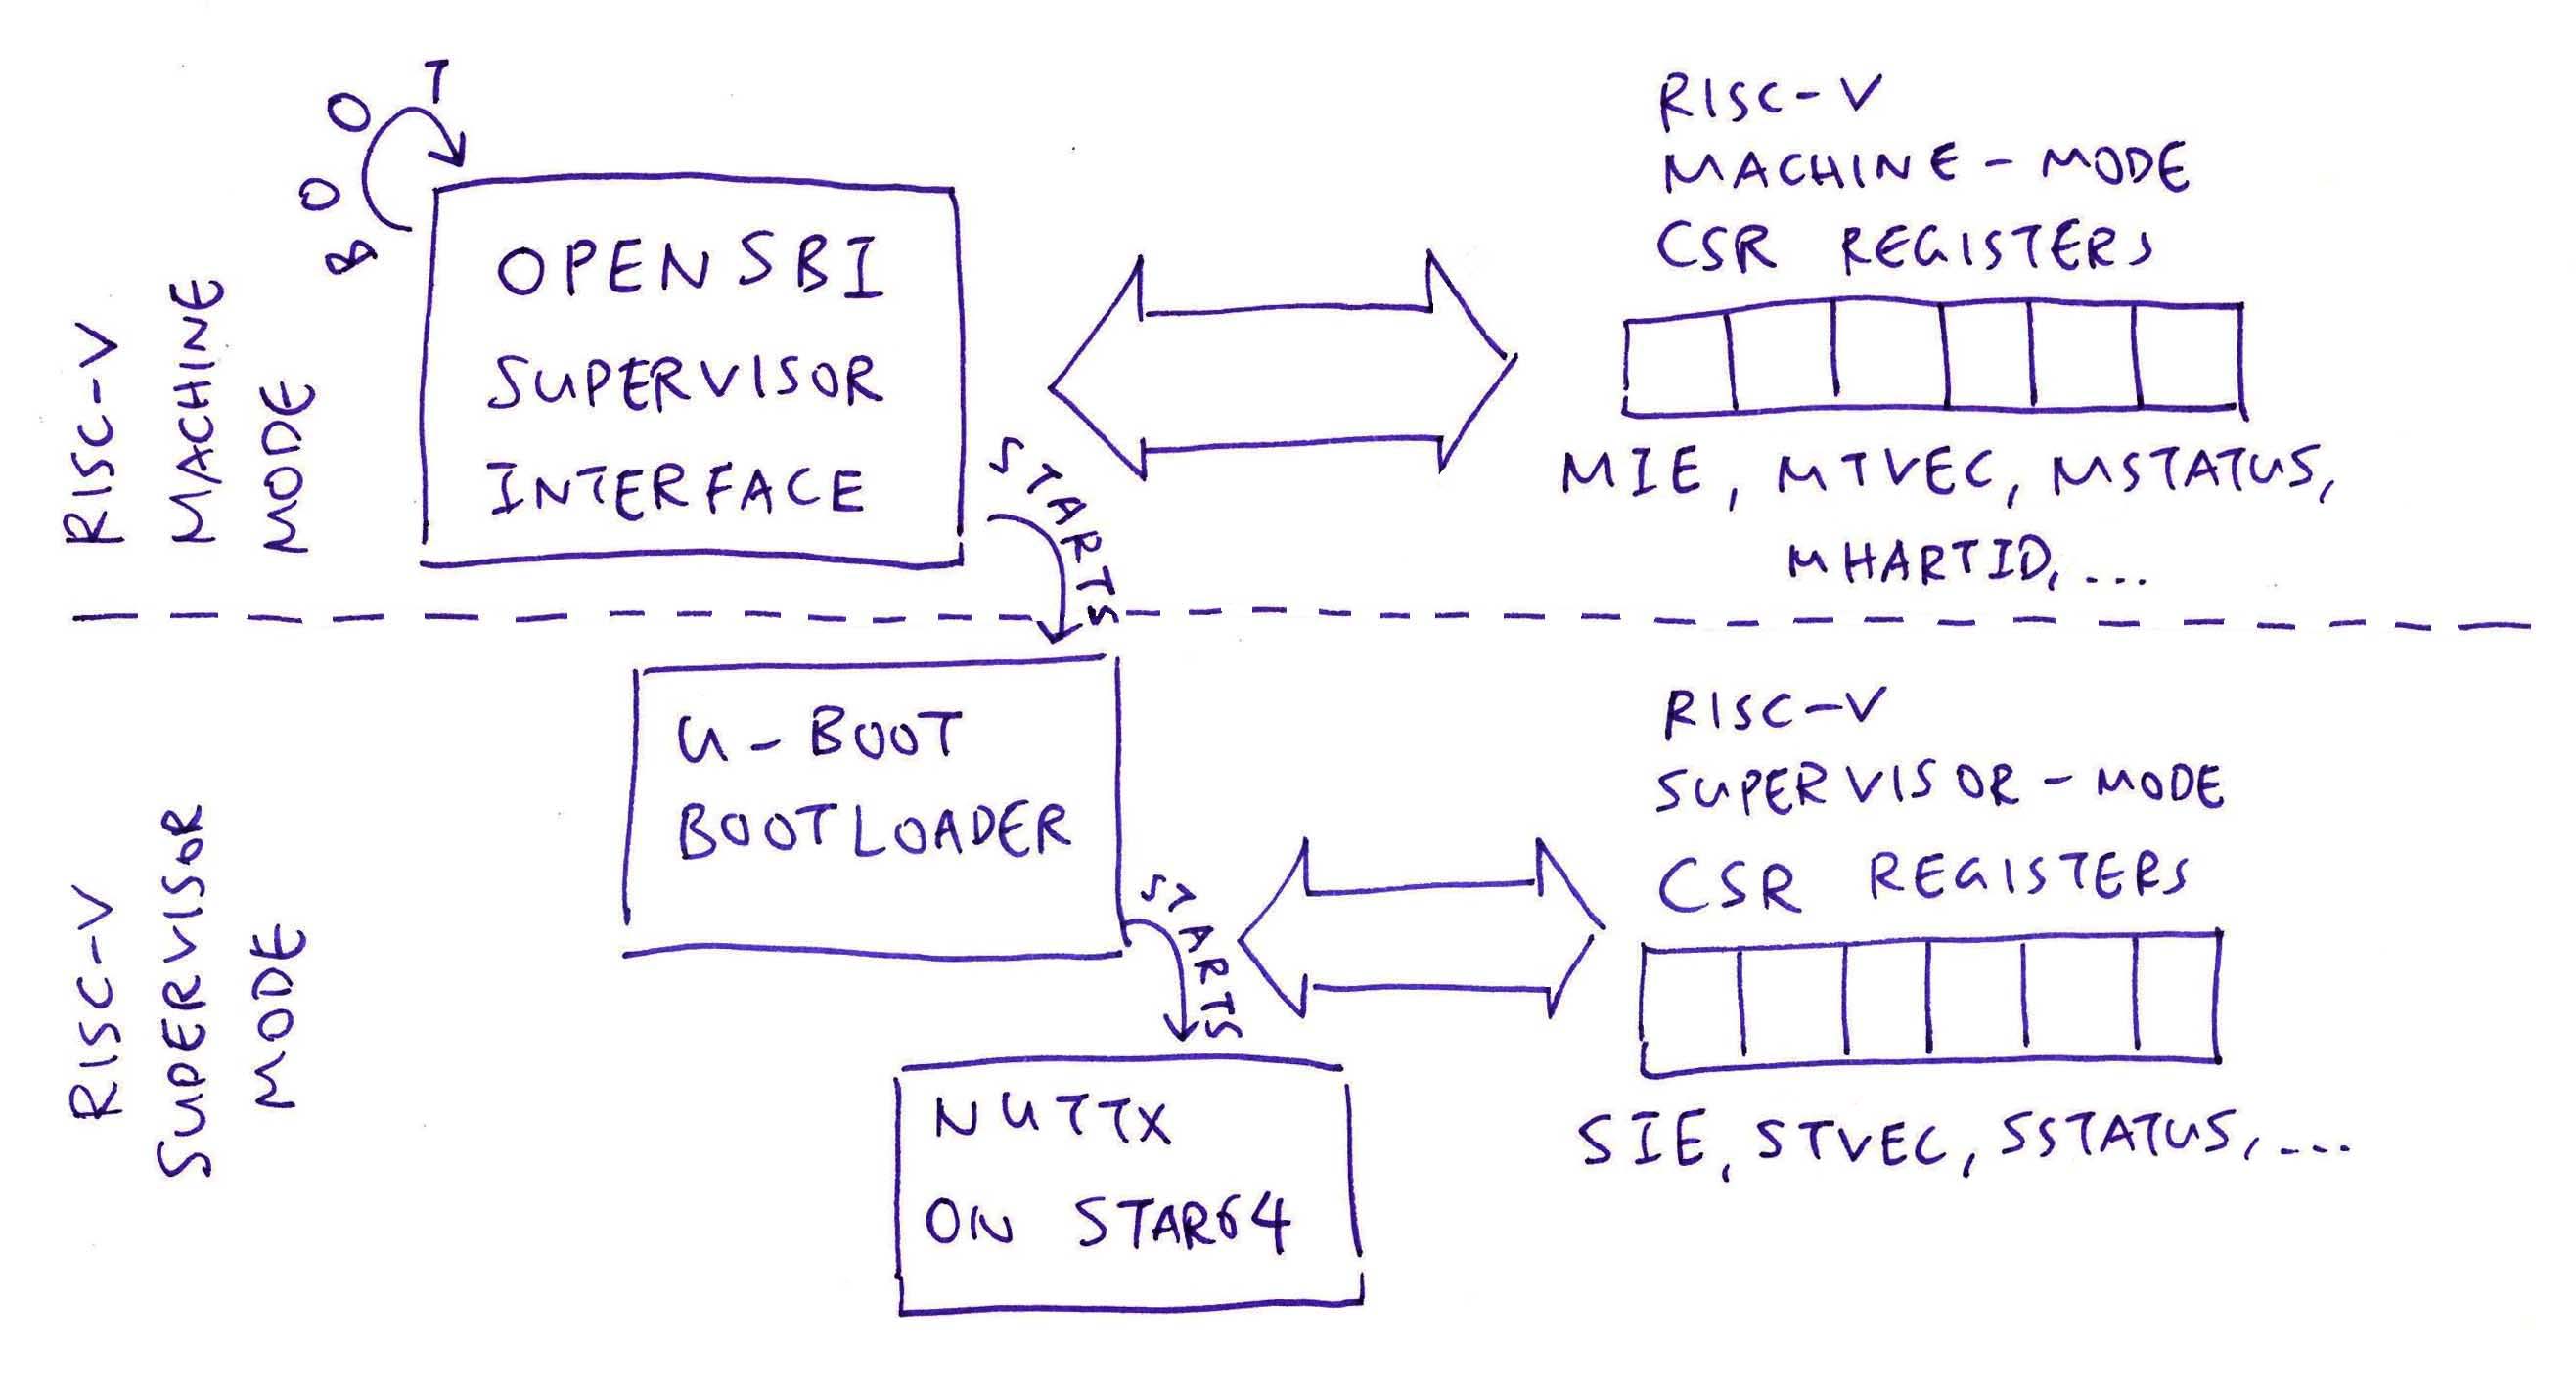 BOOT
RISC-V
MACHINE
MODE
OPENSBI
SUPERVISOR
INTERFACE
STARTS
RISC-V
MACHINE-MODE
CSR REGISTERS
MIE, MTVEC, MSTATUS,
MHARTID, ...
RISC-V
SUPERVISOR
MODE
U-BOOT
BOOTLOADER
STARTS
NUTTX
ON STAR64
RISC-V
SUPERVISOR-MODE
CSR REGISTERS
SIE, STVEC, SSTATUS, ...